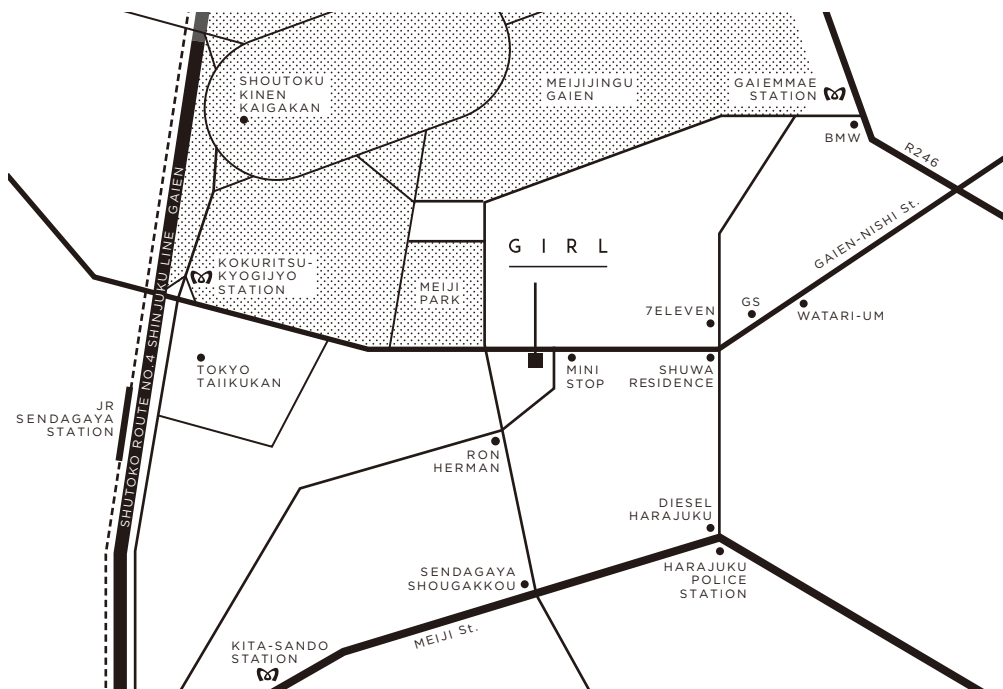 SHOUTOKU
KINEN
KAIGAKAN
MEIJIJINGU
GAIEN
GAIEMMAE
STATION
BMW
R246
GAIEN-NISHI St.
SHUTOKO ROUTE NO.4 SHINJUKU LINE GAIEN
KOKURITSU-
KYOGIJYO
STATION
MEIJI
PARK
GIRL
7ELEVEN
GS
WATARI-UM
TOKYO
TAIIKUKAN
MINI
STOP
SHUWA
RESIDENCE
JR
SENDAGAYA
STATION
RON
HERMAN
DIESEL
HARAJUKU
HARAJUKU
POLICE
STATION
SENDAGAYA
SHOUGAKKOU
MEIJI St.
KITA-SANDO
STATION